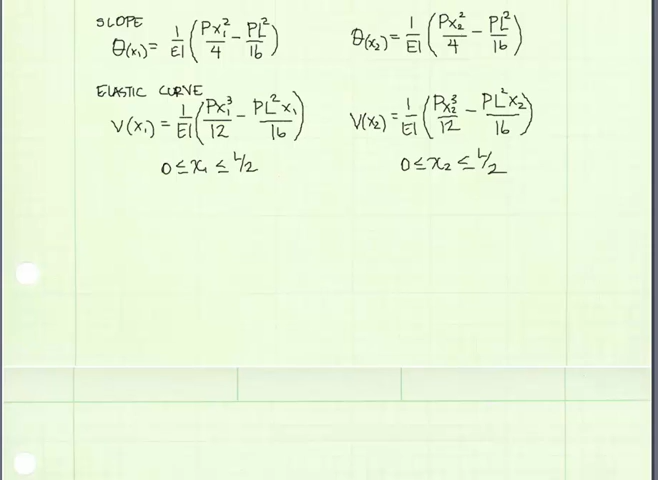 SLOPE
θ(x₁) = 1/EI (Px₁²/4 − PL²/16)
θ(x₂) = 1/EI (Px₂²/4 − PL²/16)
ELASTIC CURVE
V(x₁) = 1/EI (Px₁³/12 − PL²x₁/16)
V(x₂) = 1/EI (Px₂³/12 − PL²x₂/16)
0 ≤ x₁ ≤ L/2
0 ≤ x₂ ≤ L/2